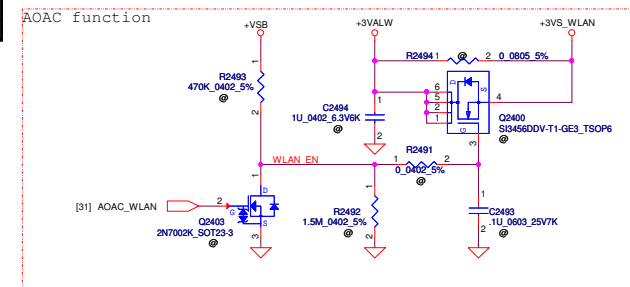 AOAC function
+VSB
+3VALW
+3VS_WLAN
R2494 1 @ 2 0_0805_5%
1
R2493
470K_0402_5%
@
2
6
5
2
1
D
S
G
4
3
Q2400
SI3456DDV-T1-GE3_TSOP6
@
1
C2494
1U_0402_6.3V6K
@
2
R2491
1 2
0_0402_5%
@
WLAN_EN
[31] AOAC_WLAN
2
1
D
G
S
3
Q2403
2N7002K_SOT23-3
@
1
R2492
1.5M_0402_5%
@
2
1
C2493
.1U_0603_25V7K
@
2